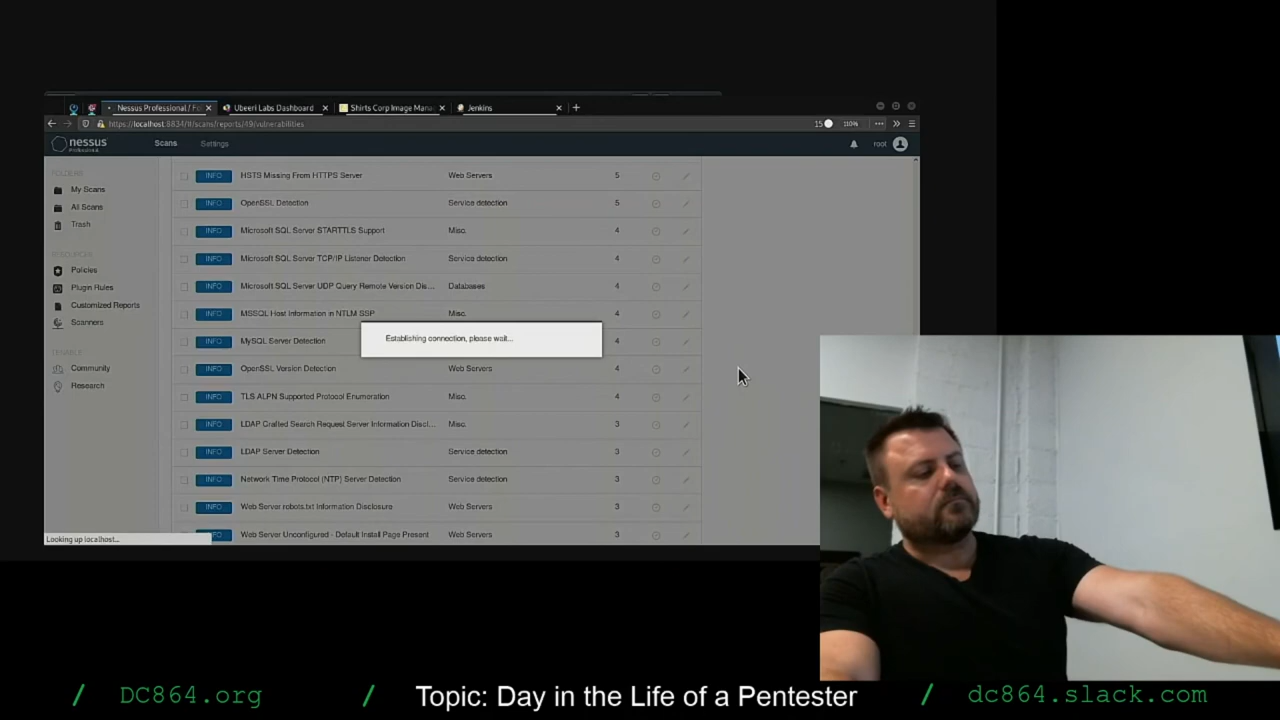 Nessus Professional / Fo
Ubeeri Labs Dashboard
Shirts Corp Image Mana
Jenkins
https://localhost:8834/#/scans/reports/49/vulnerabilities
15
110%
nessus
Professional
Scans
Settings
root
FOLDERS
My Scans
All Scans
Trash
RESOURCES
Policies
Plugin Rules
Customized Reports
Scanners
TENABLE
Community
Research
INFO HSTS Missing From HTTPS Server Web Servers 5
INFO OpenSSL Detection Service detection 5
INFO Microsoft SQL Server STARTTLS Support Misc. 4
INFO Microsoft SQL Server TCP/IP Listener Detection Service detection 4
INFO Microsoft SQL Server UDP Query Remote Version Dis... Databases 4
INFO MSSQL Host Information in NTLM SSP Misc. 4
Establishing connection, please wait...
INFO MySQL Server Detection 4
INFO OpenSSL Version Detection Web Servers 4
INFO TLS ALPN Supported Protocol Enumeration Misc. 4
INFO LDAP Crafted Search Request Server Information Discl... Misc. 3
INFO LDAP Server Detection Service detection 3
INFO Network Time Protocol (NTP) Server Detection Service detection 3
INFO Web Server robots.txt Information Disclosure Web Servers 3
INFO Web Server Unconfigured - Default Install Page Present Web Servers 3
Looking up localhost...
/ DC864.org / Topic: Day in the Life of a Pentester / dc864.slack.com